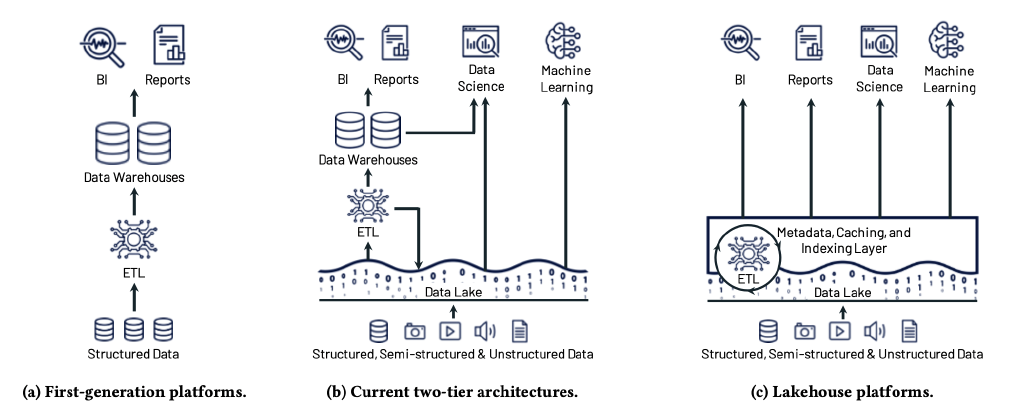 BI Reports
Data Warehouses
ETL
Structured Data
(a) First-generation platforms.
BI Reports Data Science Machine Learning
Data Warehouses
ETL
Data Lake
Structured, Semi-structured & Unstructured Data
(b) Current two-tier architectures.
BI Reports Data Science Machine Learning
Metadata, Caching, and
Indexing Layer
ETL
Data Lake
Structured, Semi-structured & Unstructured Data
(c) Lakehouse platforms.